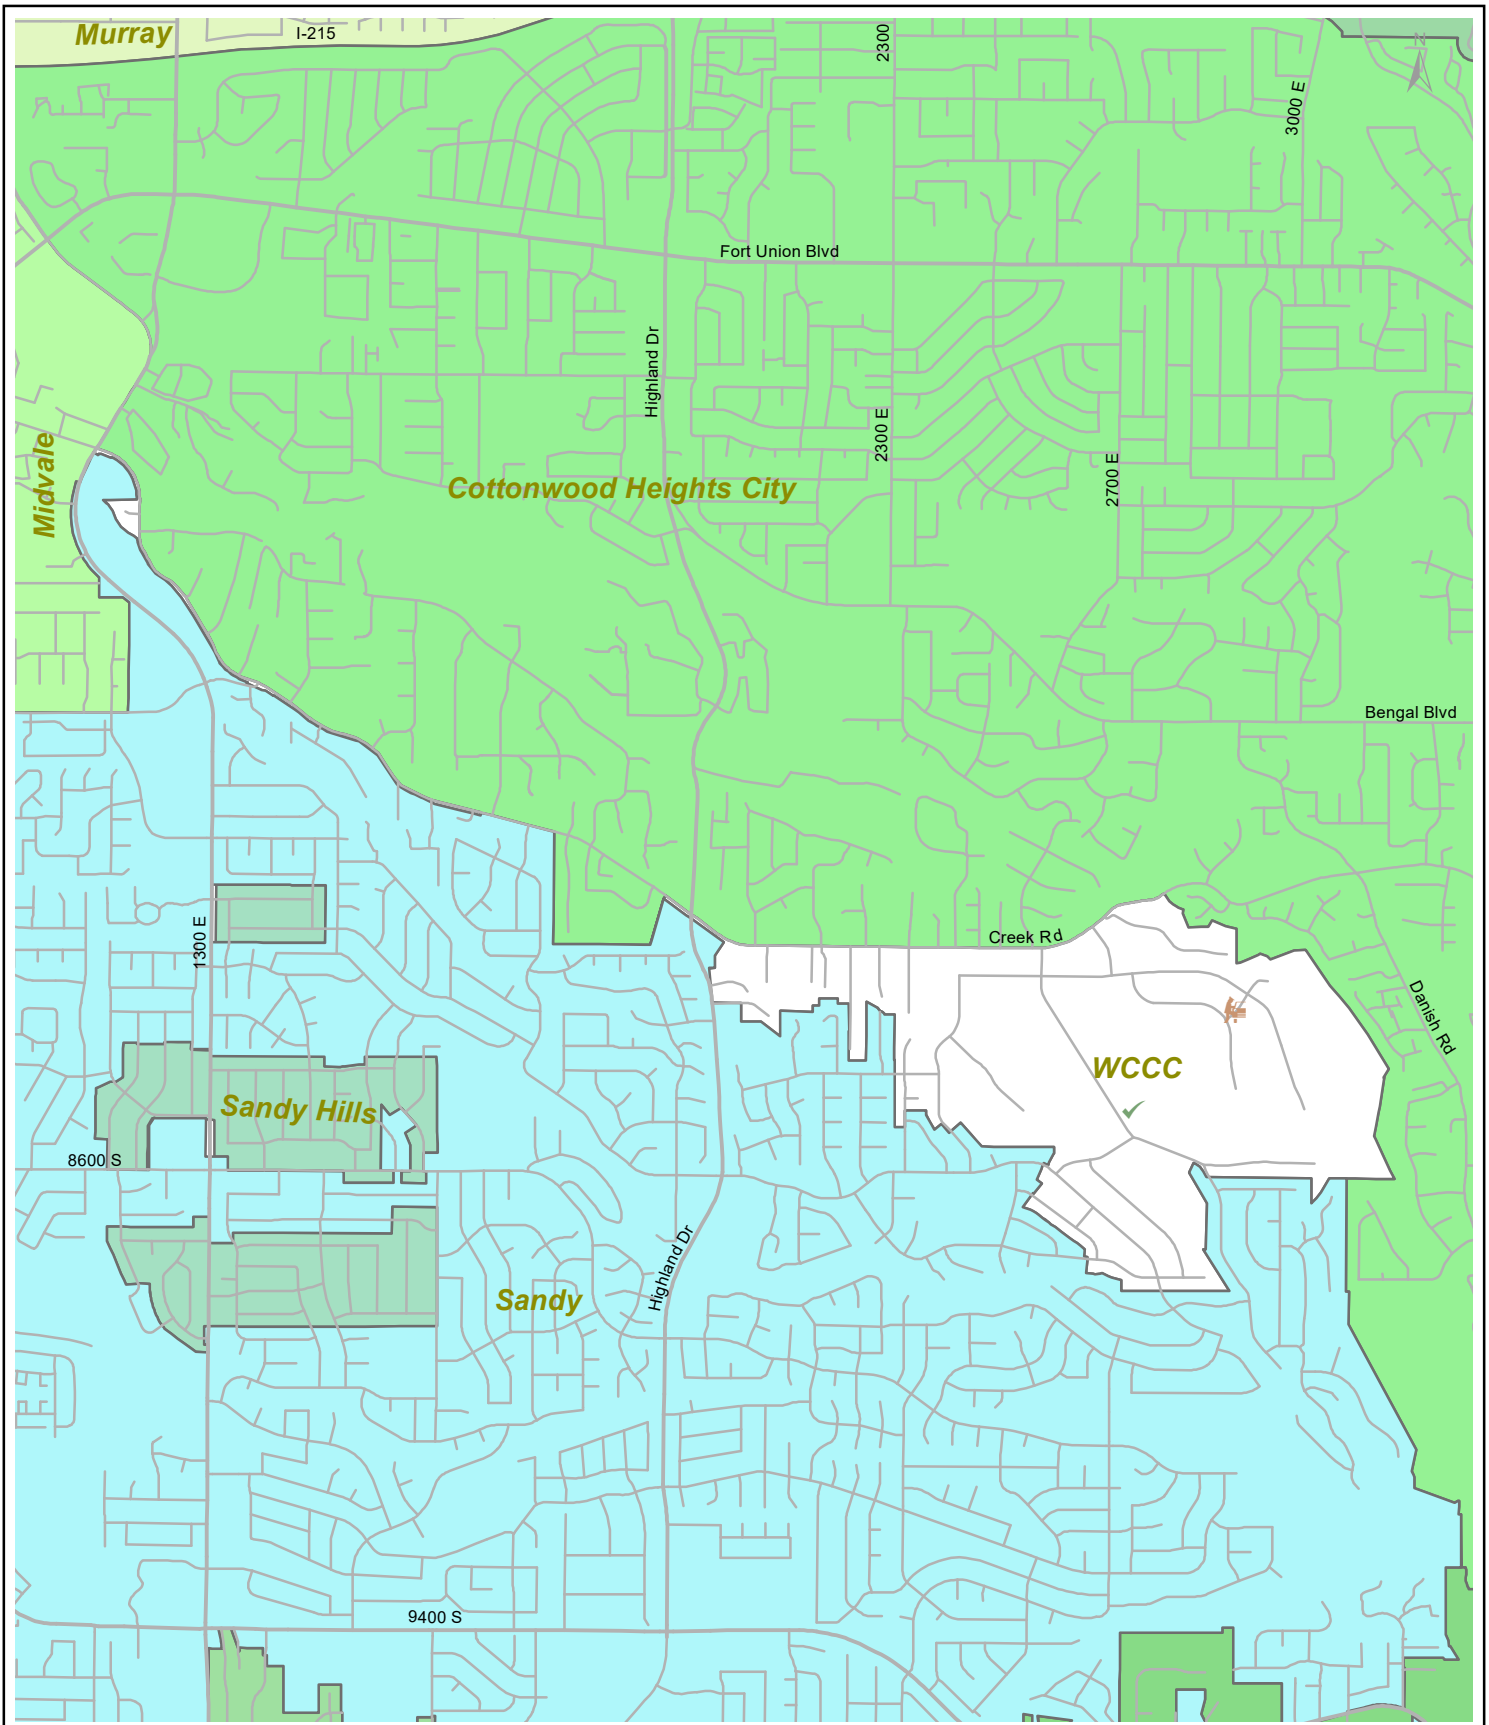 Murray
I-215
2300
N
3000 E
Fort Union Blvd
Highland Dr
2300 E
Midvale
2700 E
Cottonwood Heights City
Bengal Blvd
1300 E
Creek Rd
Danish Rd
WCCC
Sandy Hills
8600 S
Highland Dr
Sandy
9400 S